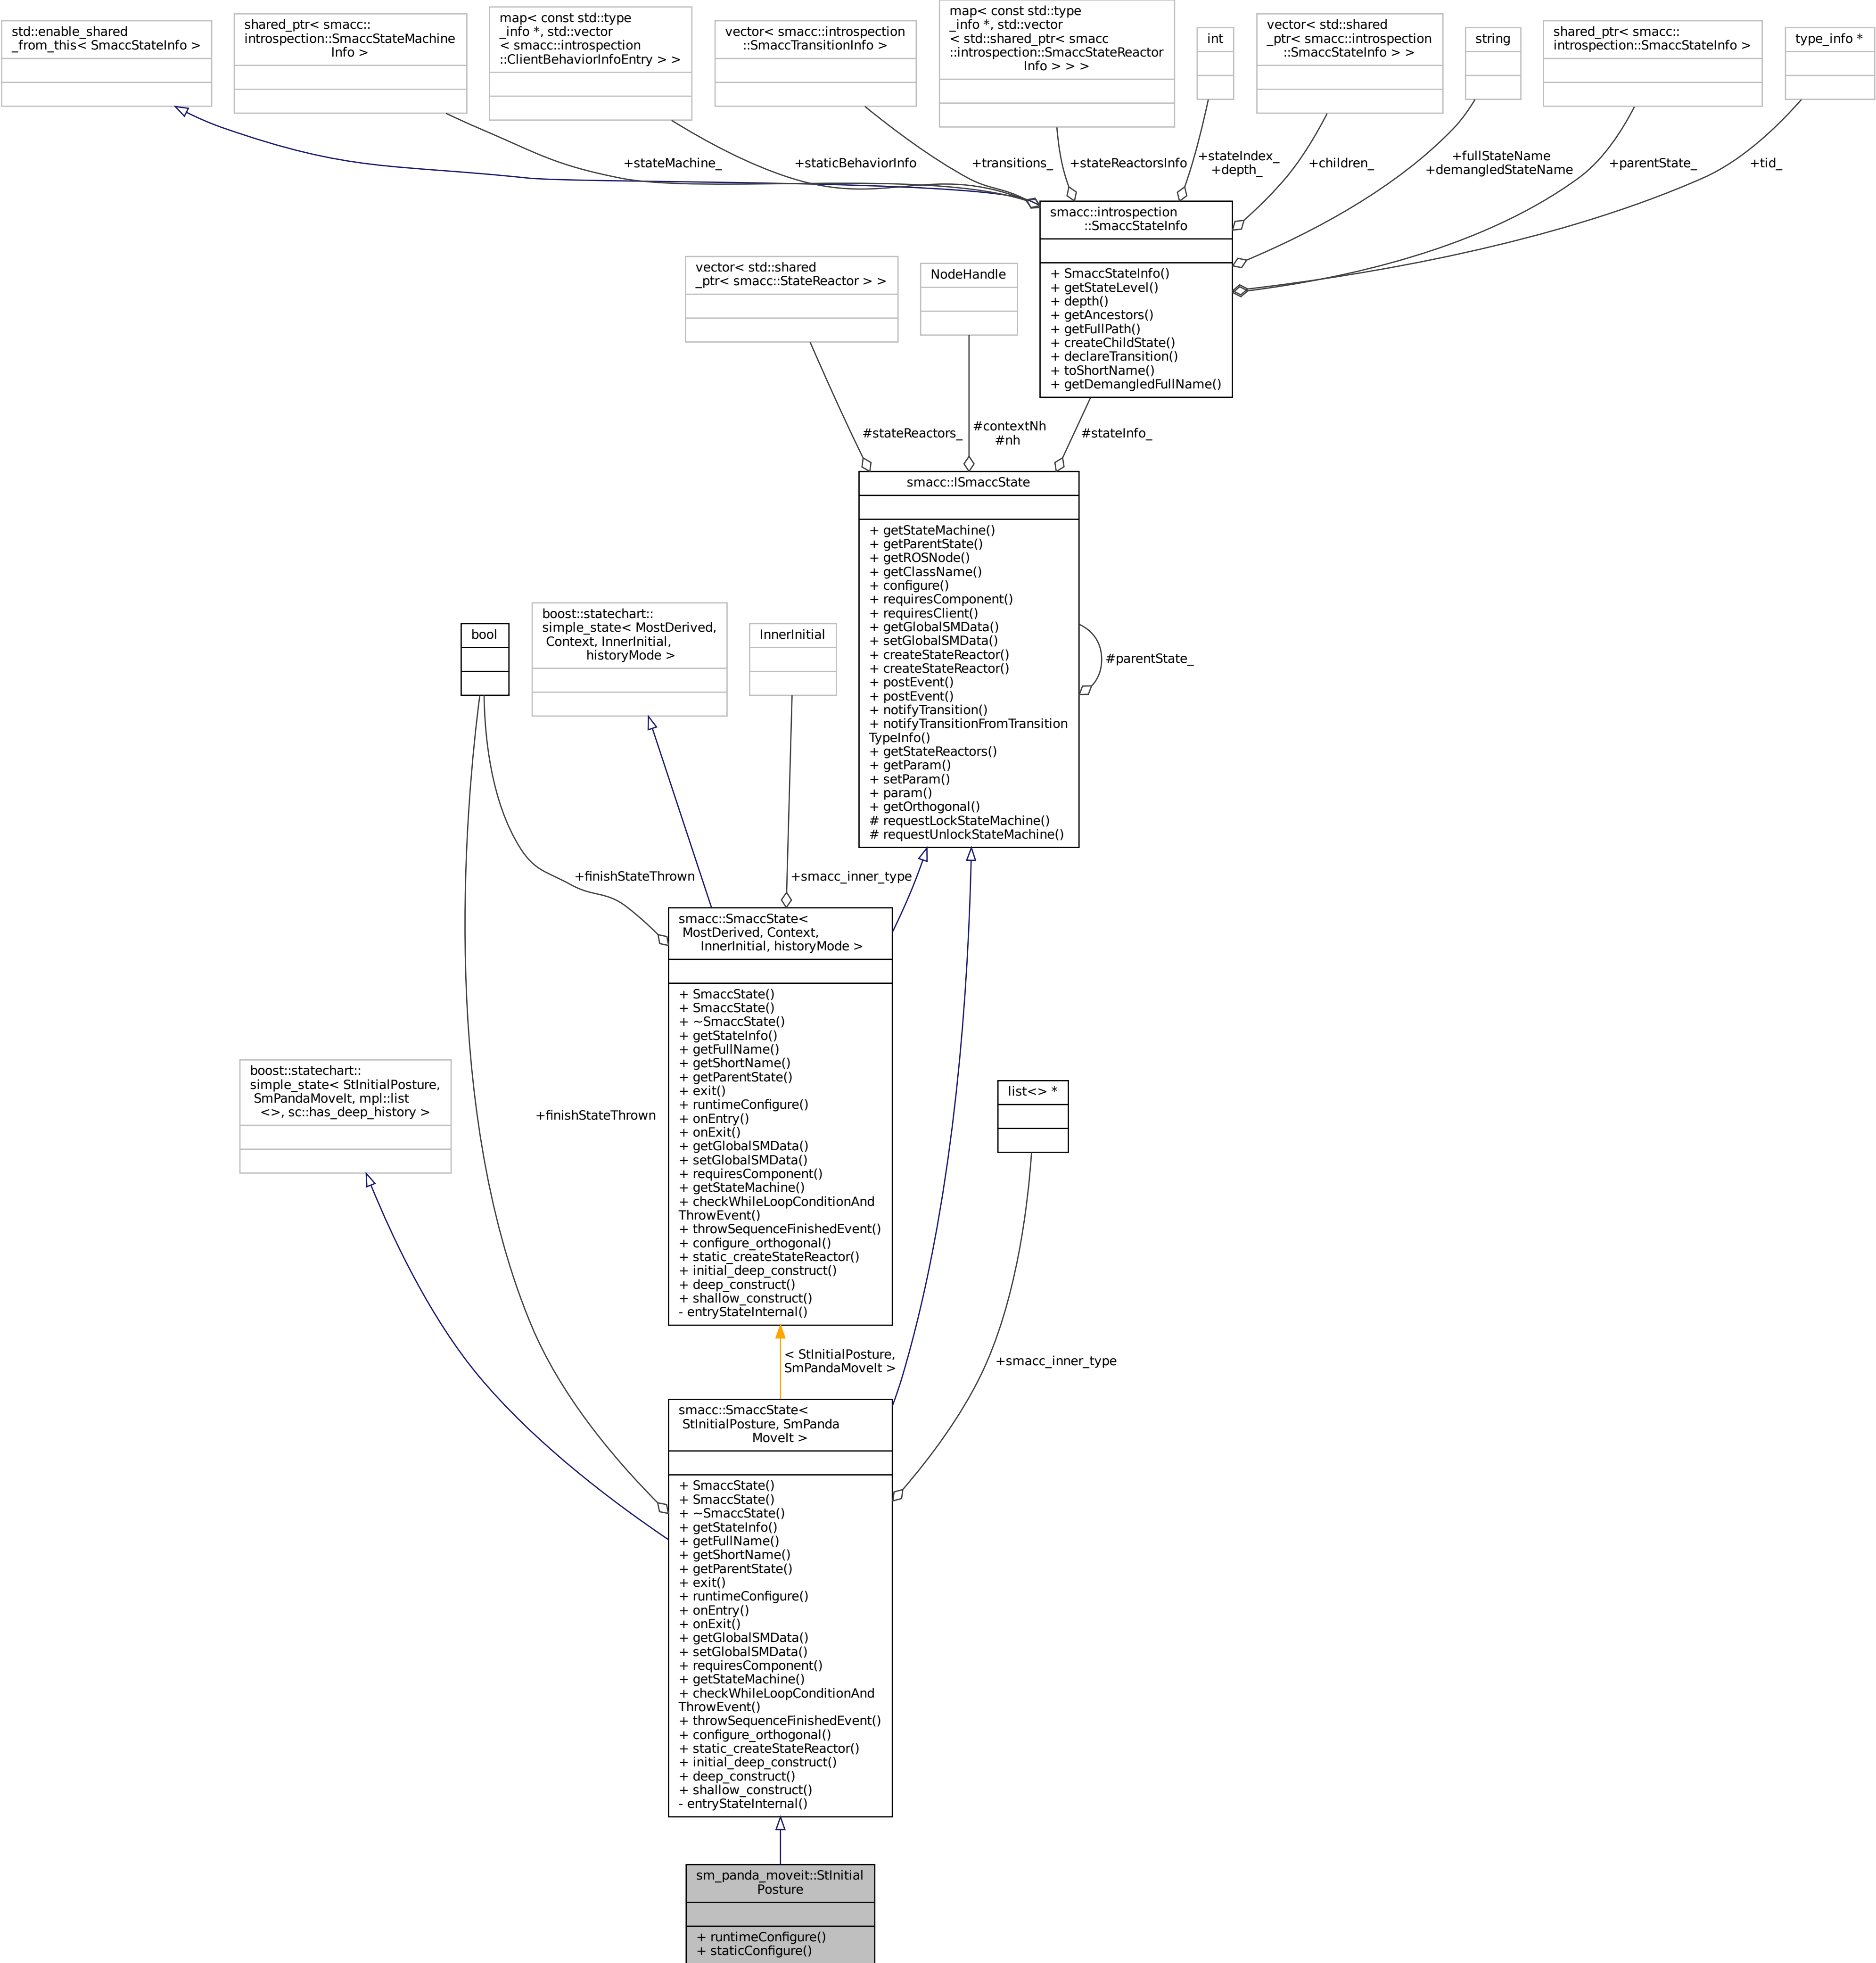 std::enable_shared
_from_this< SmaccStateInfo >
shared_ptr< smacc::
introspection::SmaccStateMachine
Info >
map< const std::type
_info *, std::vector
< smacc::introspection
::ClientBehaviorInfoEntry > >
vector< smacc::introspection
::SmaccTransitionInfo >
map< const std::type
_info *, std::vector
< std::shared_ptr< smacc
::introspection::SmaccStateReactor
Info > > >
int
vector< std::shared
_ptr< smacc::introspection
::SmaccStateInfo > >
string
shared_ptr< smacc::
introspection::SmaccStateInfo >
type_info *
+stateMachine_
+staticBehaviorInfo
+transitions_
+stateReactorsInfo
+stateIndex_
+depth_
+children_
+fullStateName
+demangledStateName
+parentState_
+tid_
smacc::introspection
::SmaccStateInfo
+ SmaccStateInfo()
+ getStateLevel()
+ depth()
+ getAncestors()
+ getFullPath()
+ createChildState()
+ declareTransition()
+ toShortName()
+ getDemangledFullName()
vector< std::shared
_ptr< smacc::StateReactor > >
NodeHandle
#stateReactors_
#contextNh
#nh
#stateInfo_
smacc::ISmaccState
+ getStateMachine()
+ getParentState()
+ getROSNode()
+ getClassName()
+ configure()
+ requiresComponent()
+ requiresClient()
+ getGlobalSMData()
+ setGlobalSMData()
+ createStateReactor()
+ createStateReactor()
+ postEvent()
+ postEvent()
+ notifyTransition()
+ notifyTransitionFromTransition
TypeInfo()
+ getStateReactors()
+ getParam()
+ setParam()
+ param()
+ getOrthogonal()
# requestLockStateMachine()
# requestUnlockStateMachine()
#parentState_
bool
boost::statechart::
simple_state< MostDerived,
Context, InnerInitial,
historyMode >
InnerInitial
+finishStateThrown
+smacc_inner_type
smacc::SmaccState<
MostDerived, Context,
InnerInitial, historyMode >
+ SmaccState()
+ SmaccState()
+ ~SmaccState()
+ getStateInfo()
+ getFullName()
+ getShortName()
+ getParentState()
+ exit()
+ runtimeConfigure()
+ onEntry()
+ onExit()
+ getGlobalSMData()
+ setGlobalSMData()
+ requiresComponent()
+ getStateMachine()
+ checkWhileLoopConditionAnd
ThrowEvent()
+ throwSequenceFinishedEvent()
+ configure_orthogonal()
+ static_createStateReactor()
+ initial_deep_construct()
+ deep_construct()
+ shallow_construct()
- entryStateInternal()
boost::statechart::
simple_state< StInitialPosture,
SmPandaMoveIt, mpl::list
<>, sc::has_deep_history >
+finishStateThrown
list<> *
< StInitialPosture,
SmPandaMoveIt >
+smacc_inner_type
smacc::SmaccState<
StInitialPosture, SmPanda
MoveIt >
+ SmaccState()
+ SmaccState()
+ ~SmaccState()
+ getStateInfo()
+ getFullName()
+ getShortName()
+ getParentState()
+ exit()
+ runtimeConfigure()
+ onEntry()
+ onExit()
+ getGlobalSMData()
+ setGlobalSMData()
+ requiresComponent()
+ getStateMachine()
+ checkWhileLoopConditionAnd
ThrowEvent()
+ throwSequenceFinishedEvent()
+ configure_orthogonal()
+ static_createStateReactor()
+ initial_deep_construct()
+ deep_construct()
+ shallow_construct()
- entryStateInternal()
sm_panda_moveit::StInitial
Posture
+ runtimeConfigure()
+ staticConfigure()